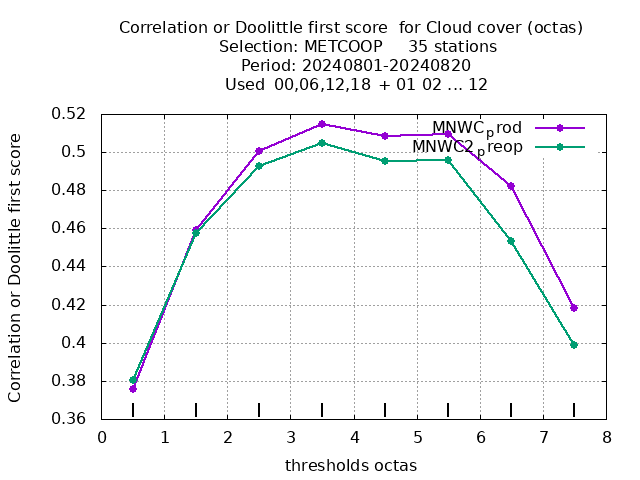 Correlation or Doolittle first score  for Cloud cover (octas)
Selection: METCOOP     35 stations
Period: 20240801-20240820
Used  00,06,12,18 + 01 02 ... 12
Correlation or Doolittle first score
0.52
0.5
0.48
0.46
0.44
0.42
0.4
0.38
0.36
MNWCprod
MNWC2preop
0 1 2 3 4 5 6 7 8
thresholds octas